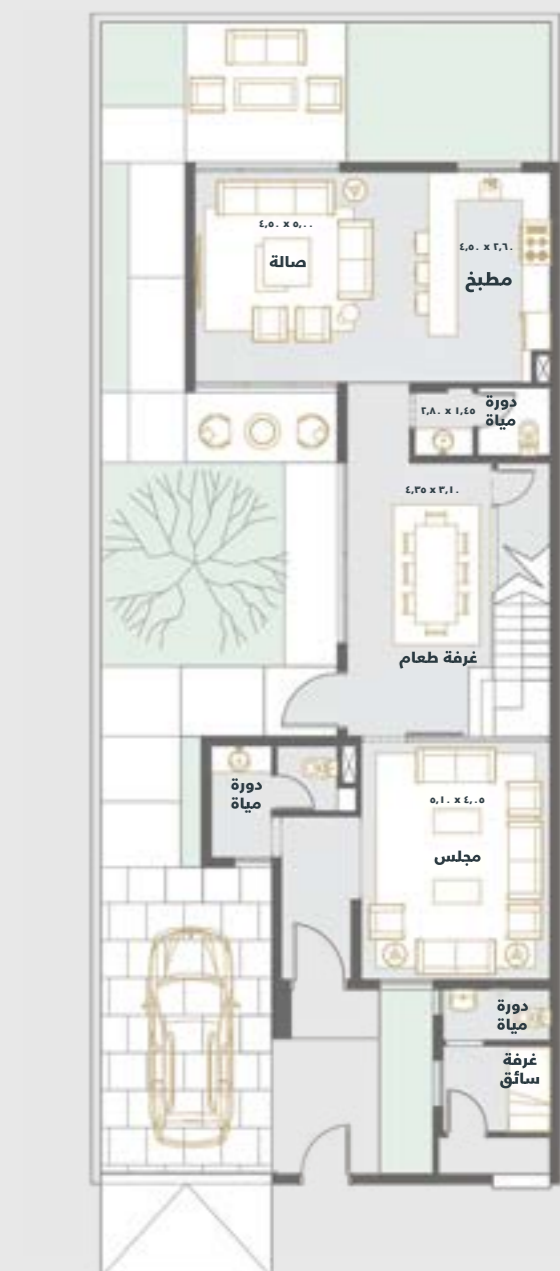 ٤,٥٠ x ٥,٠٠
صالة
٤,٥٠ x ٢,٦٠
مطبخ
٢,٨٠ x ١,٤٥
دورة
مياة
٤,٣٥ x ٣,١٠
غرفة طعام
دورة
مياة
٥,١٠ x ٤,٠٥
مجلس
دورة
مياة
غرفة
سائق